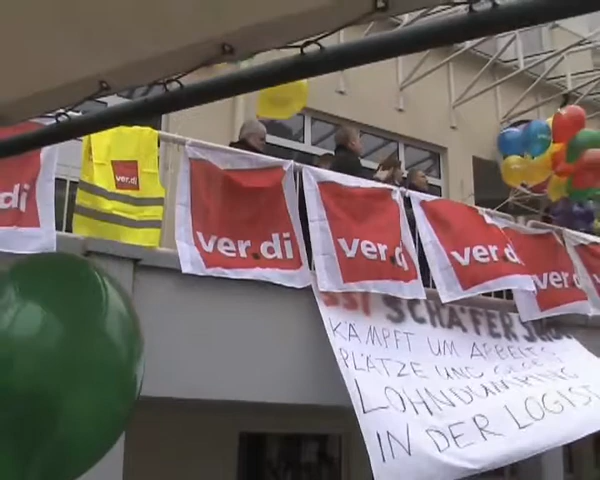 ver.di
ver.di
ver.di
ver.di
ver.di
ver.di
SCHÄFER'S
KÄMPFT UM ARBEITS
PLÄTZE UND GEGEN
LOHNDUMPING
IN DER LOGIST